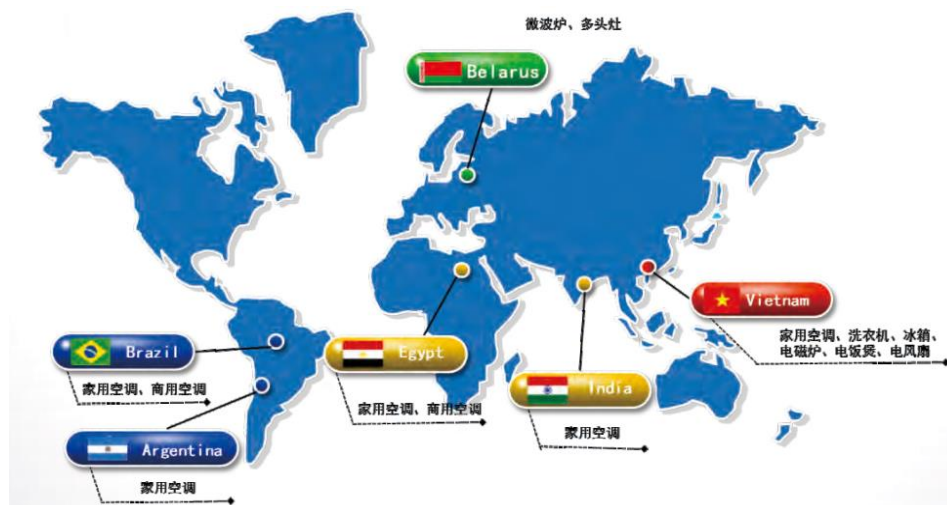 微波炉、多头灶
Belarus
Vietnam
家用空调、洗衣机、冰箱、
电磁炉、电饭煲、电风扇
Brazil
家用空调、商用空调
Egypt
家用空调、商用空调
India
家用空调
Argentina
家用空调